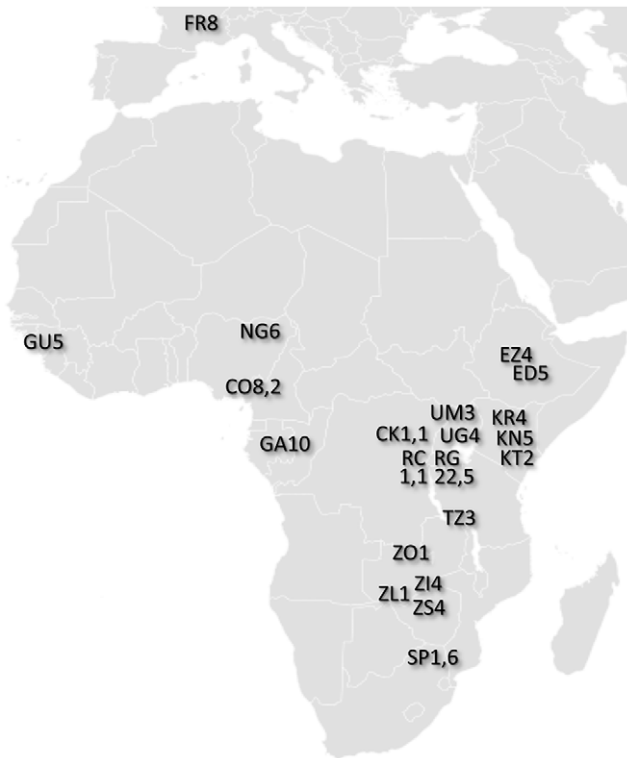 FR8
GU5
NG6
CO8,2
GA10
EZ4
ED5
UM3
KR4
CK1,1
UG4
KN5
RC
RG
KT2
1,1
22,5
TZ3
ZO1
ZI4
ZL1
ZS4
SP1,6